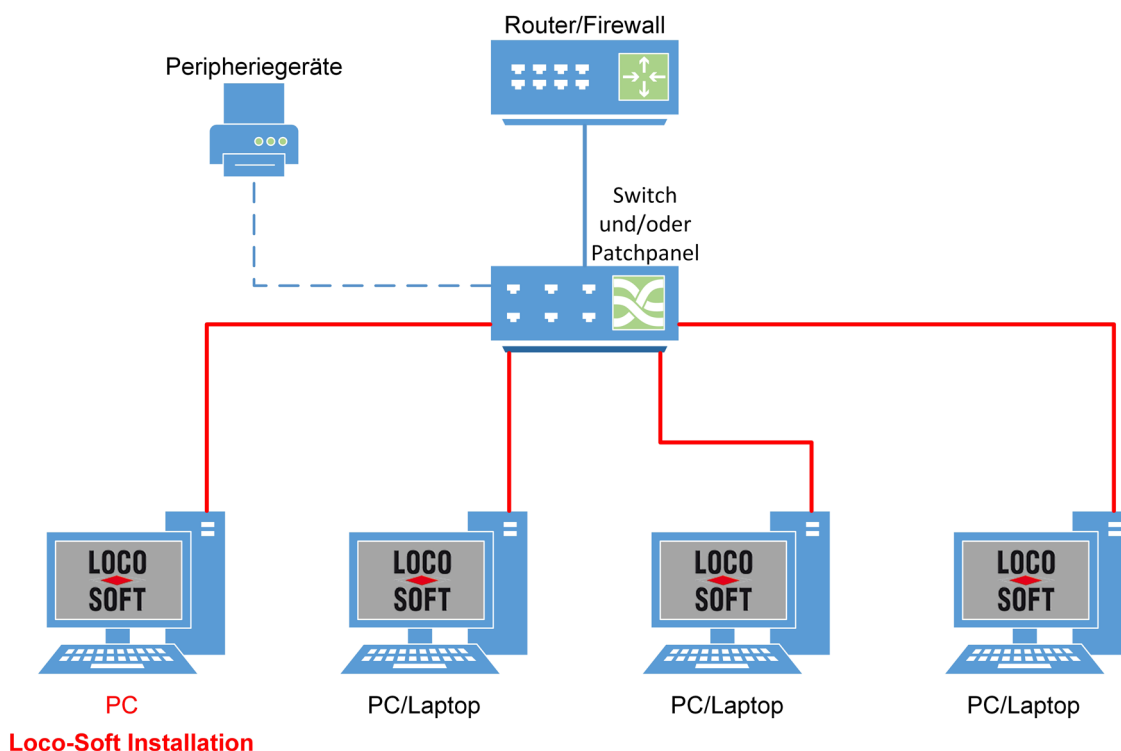 Router/Firewall
Peripheriegeräte
Switch
und/oder
Patchpanel
LOCO
SOFT
LOCO
SOFT
LOCO
SOFT
LOCO
SOFT
PC
PC/Laptop
PC/Laptop
PC/Laptop
Loco-Soft Installation